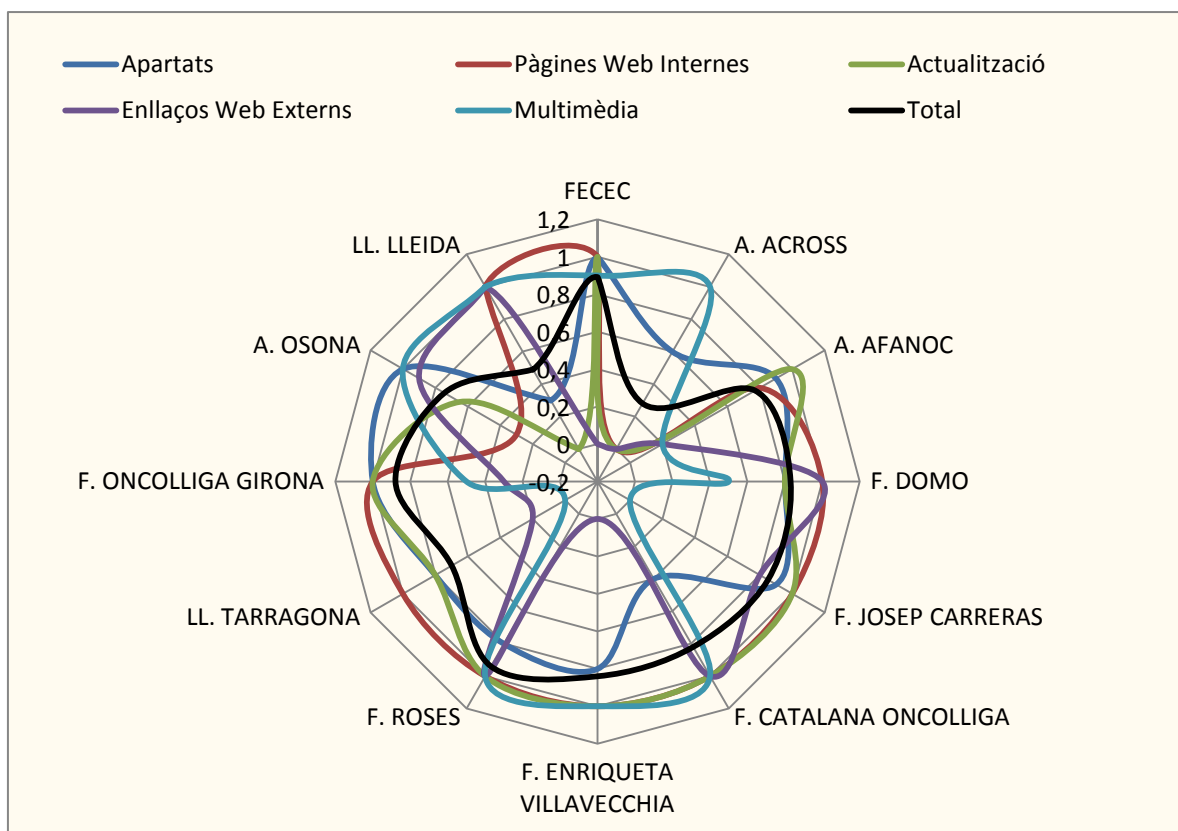 Apartats
Pàgines Web Internes
Actualització
Enllaços Web Externs
Multimèdia
Total
FECEC
1,2
1
0,8
0,6
0,4
0,2
0
-0,2
A. ACROSS
A. AFANOC
F. DOMO
F. JOSEP CARRERAS
F. CATALANA ONCOLLIGA
F. ENRIQUETA
VILLAVECCHIA
F. ROSES
LL. TARRAGONA
F. ONCOLLIGA GIRONA
A. OSONA
LL. LLEIDA